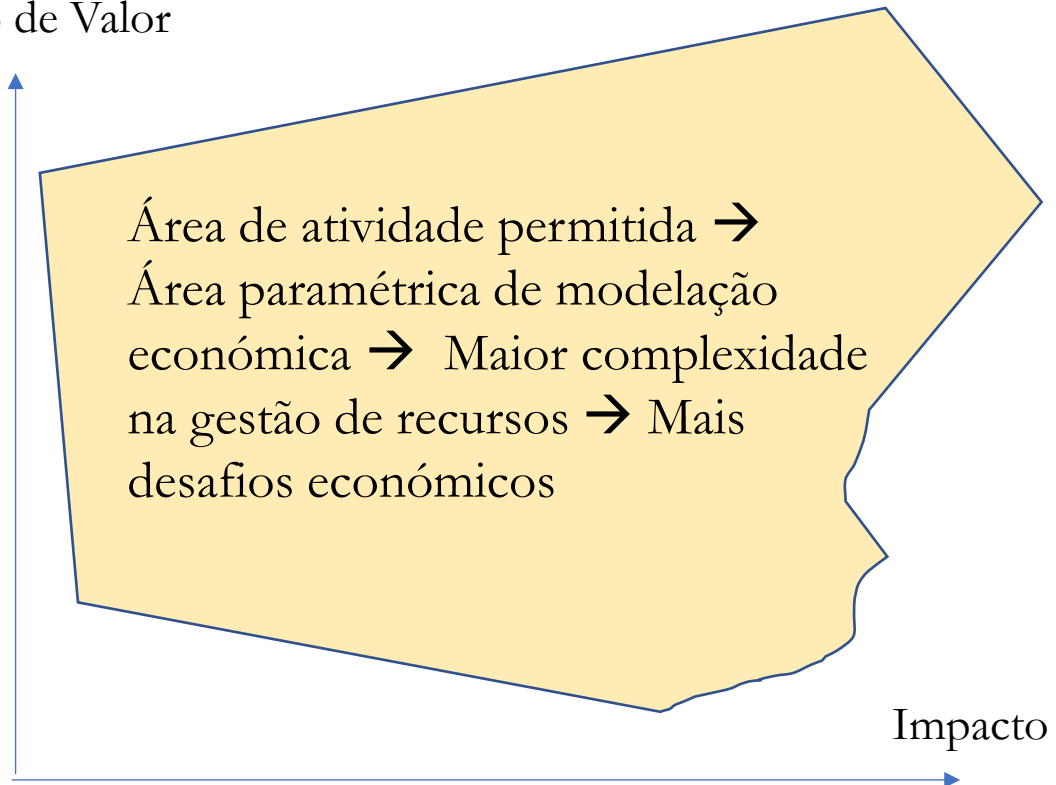 de Valor
Área de atividade permitida →
Área paramétrica de modelação
económica → Maior complexidade
na gestão de recursos → Mais
desafios económicos
Impacto